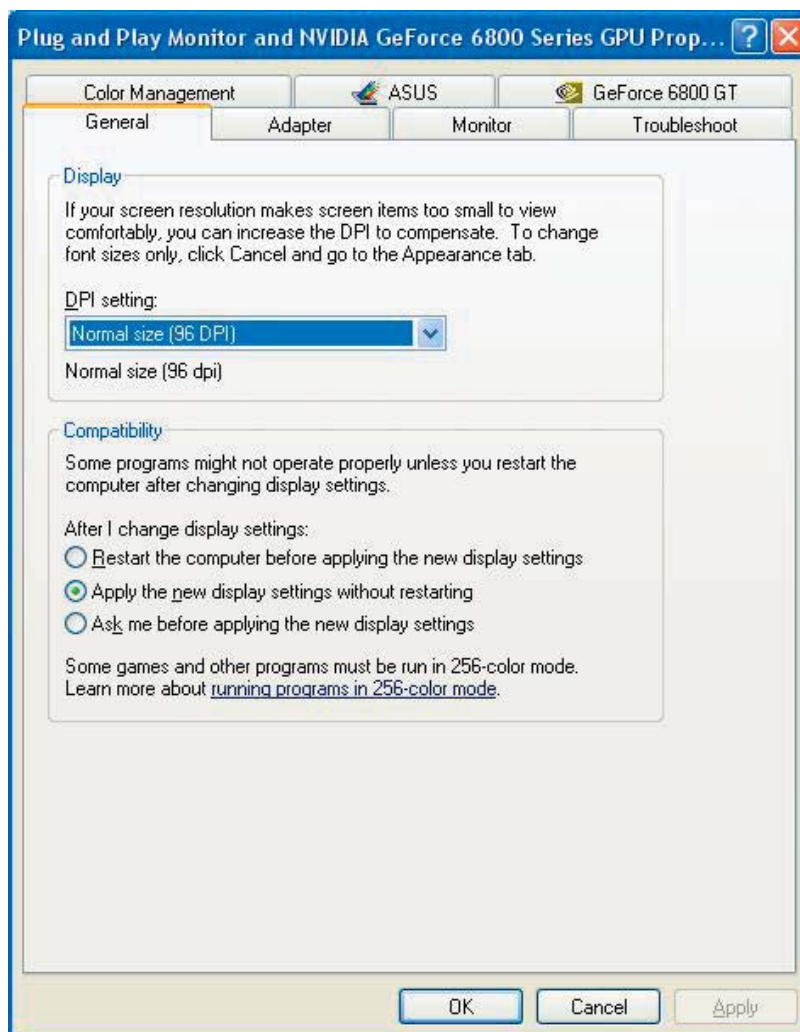 Plug and Play Monitor and NVIDIA GeForce 6800 Series GPU Prop...
Color Management ASUS GeForce 6800 GT
General Adapter Monitor Troubleshoot
Display
If your screen resolution makes screen items too small to view
comfortably, you can increase the DPI to compensate. To change
font sizes only, click Cancel and go to the Appearance tab.
DPI setting:
Normal size (96 DPI)
Normal size (96 dpi)
Compatibility
Some programs might not operate properly unless you restart the
computer after changing display settings.
After I change display settings:
Restart the computer before applying the new display settings
Apply the new display settings without restarting
Ask me before applying the new display settings
Some games and other programs must be run in 256-color mode.
Learn more about running programs in 256-color mode.
OK Cancel Apply